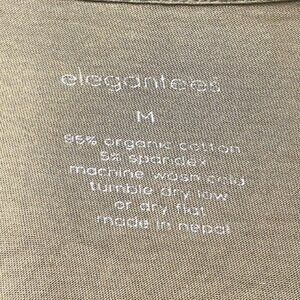 elegantees
M
95% organic cotton
5% spandex
machine wash cold
tumble dry low
or dry flat
made in nepal